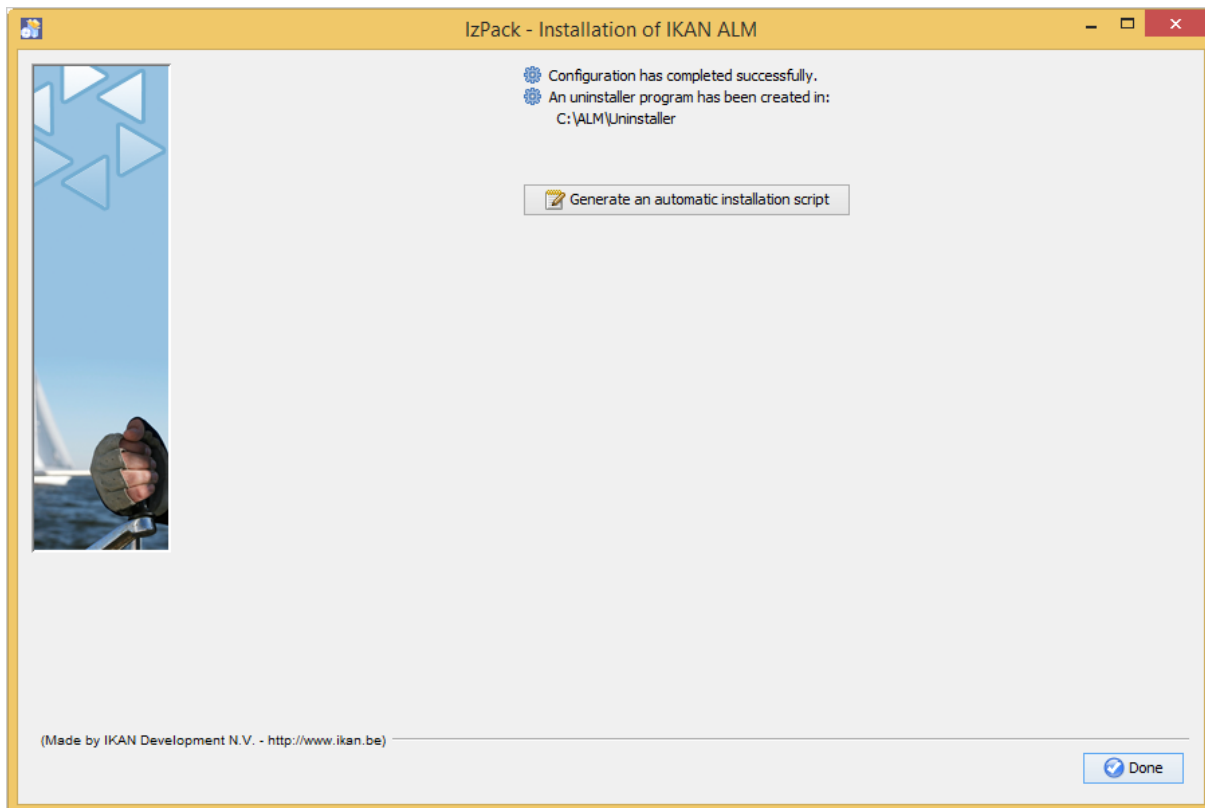 IzPack - Installation of IKAN ALM
Configuration has completed successfully.
An uninstaller program has been created in:
C:\ALM\Uninstaller
Generate an automatic installation script
(Made by IKAN Development N.V. - http://www.ikan.be)
Done